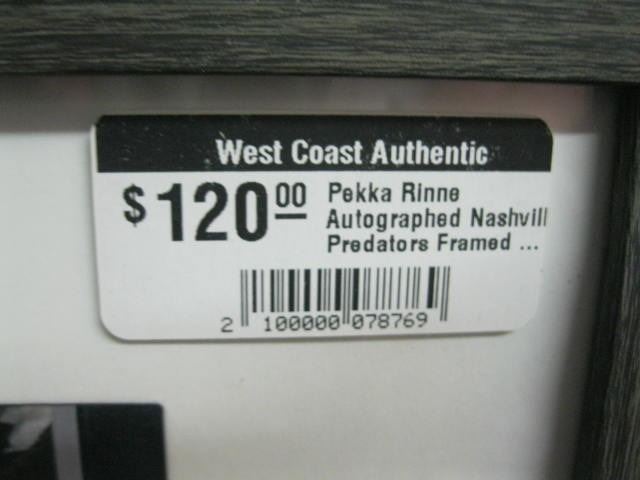 West Coast Authentic
$120.00 Pekka Rinne
Autographed Nashvill
Predators Framed ...
2 100000 078769